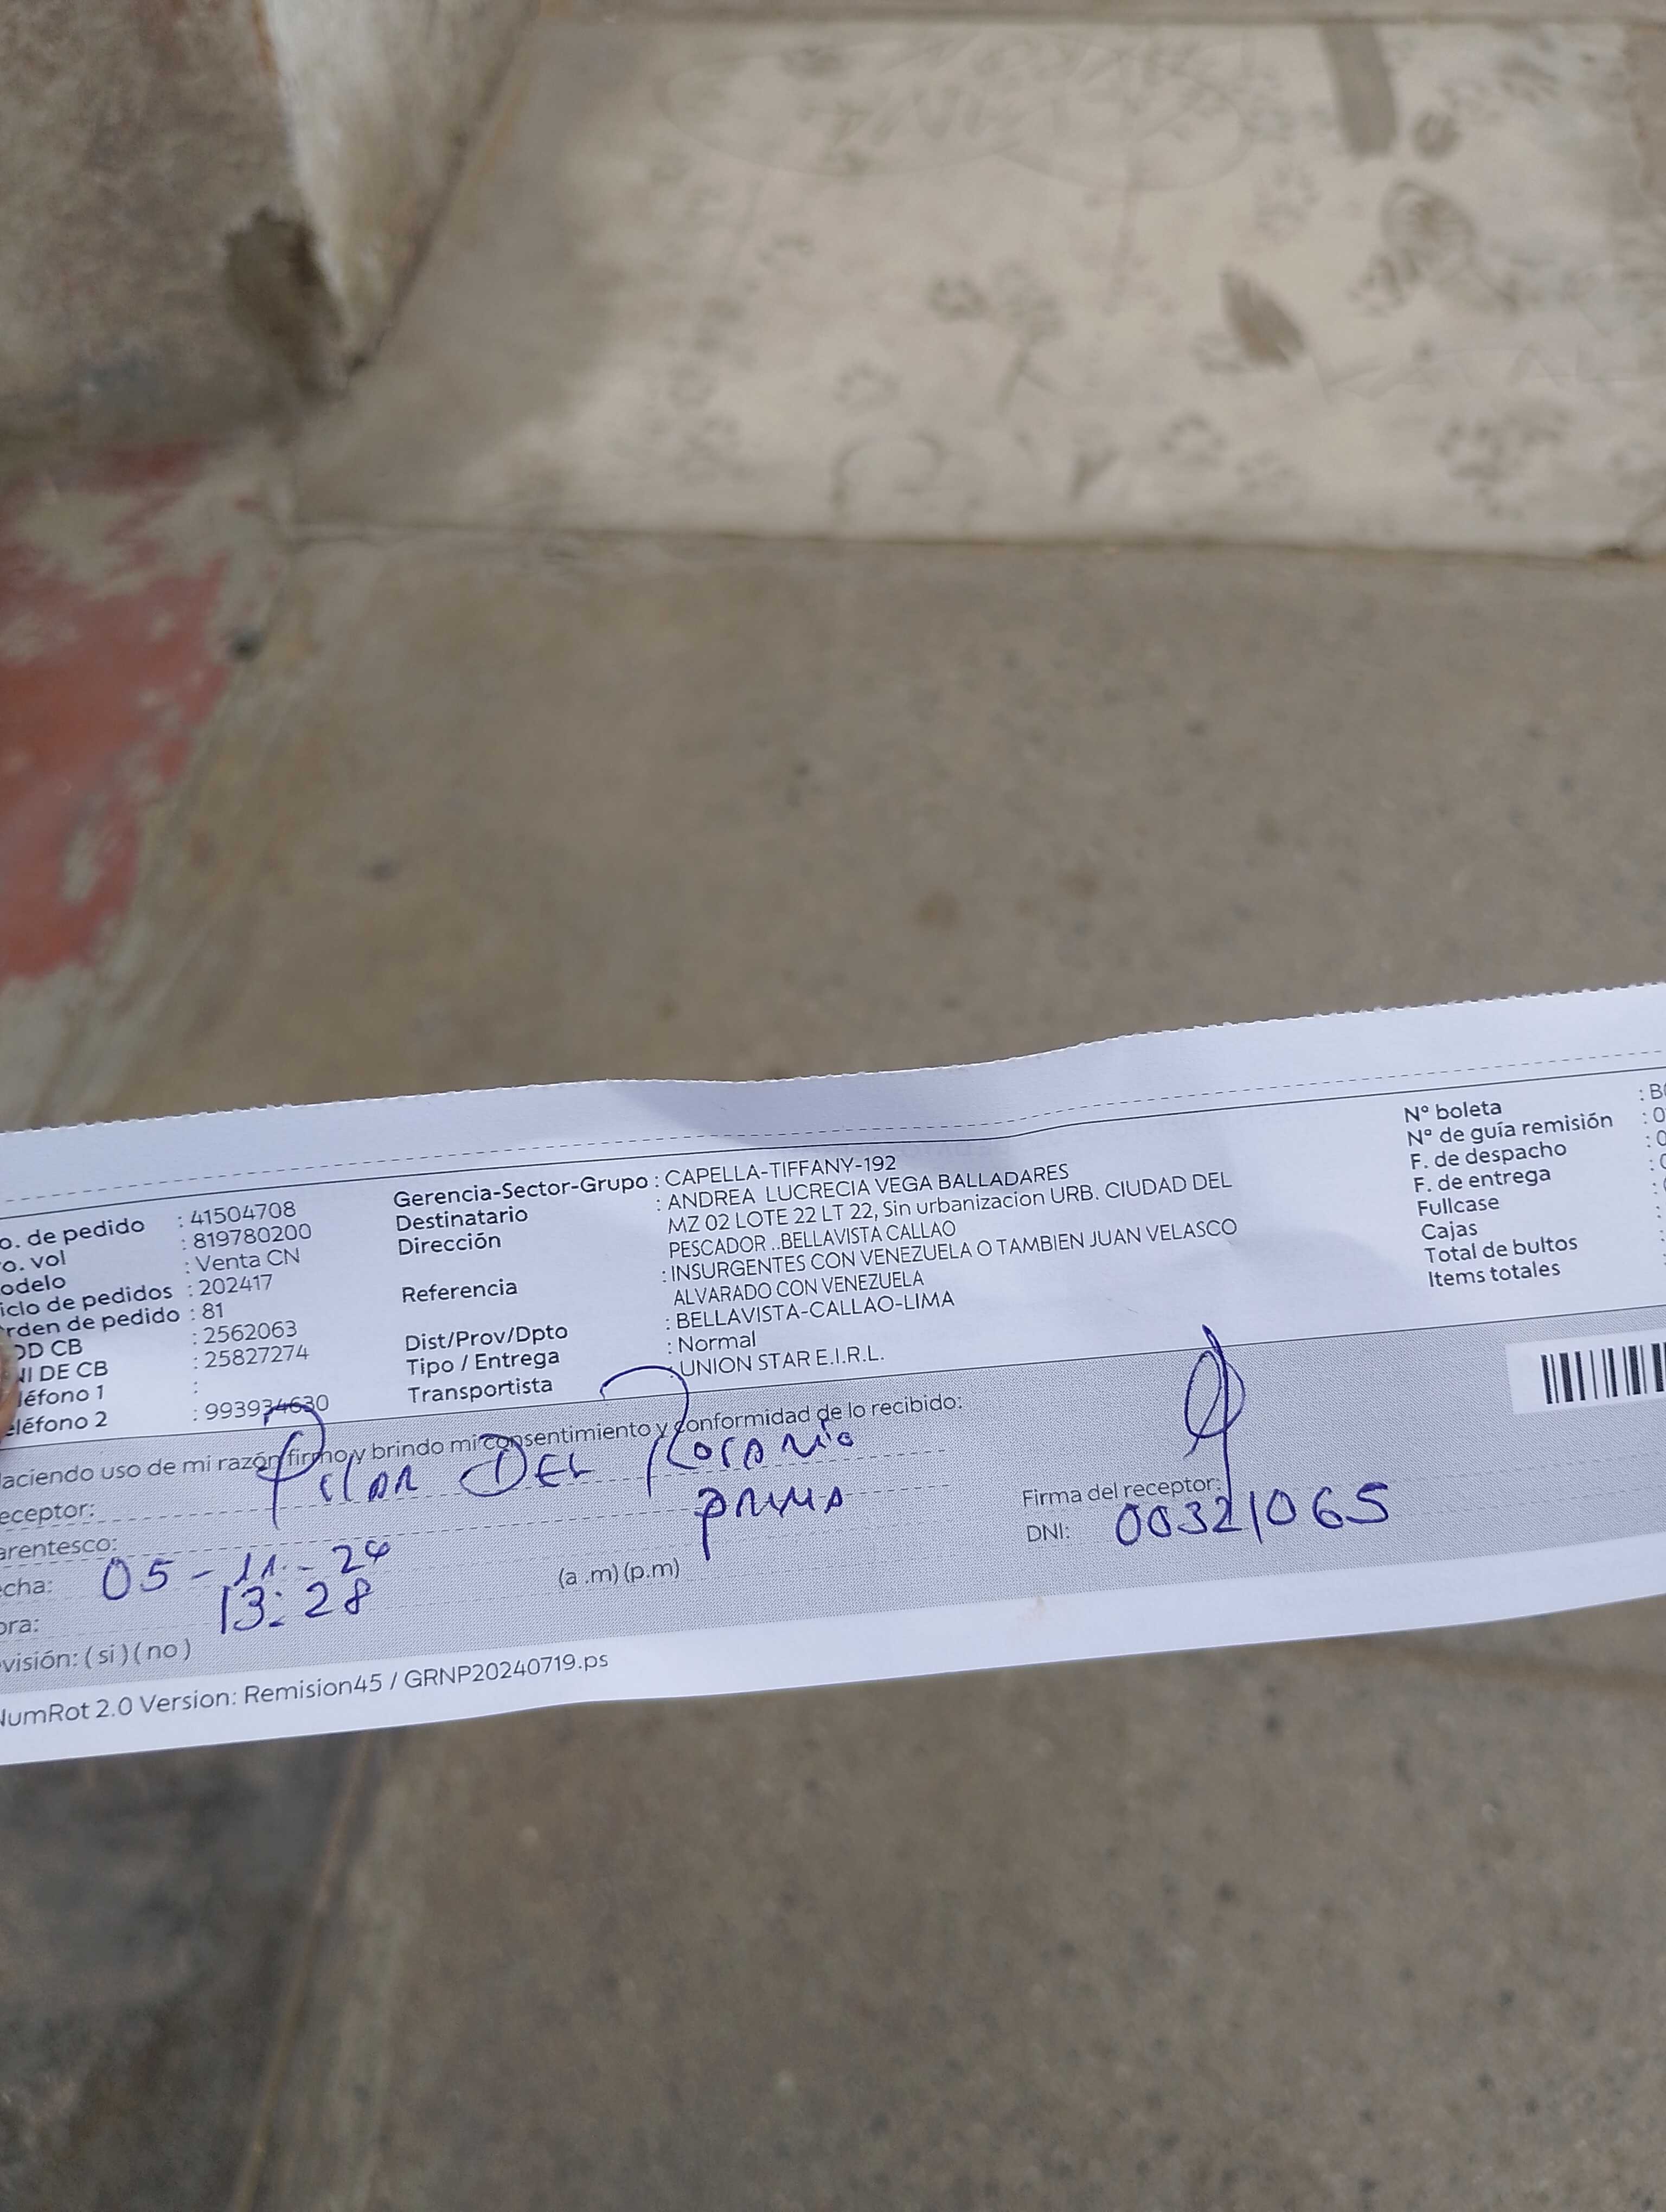 o. de pedido : 41504708
o. vol : 819780200
odelo : Venta CN
iclo de pedidos : 202417
rden de pedido : 81
OD CB : 2562063
NI DE CB : 25827274
léfono 1 :
eléfono 2 : 993934630
Gerencia-Sector-Grupo : CAPELLA-TIFFANY-192
Destinatario : ANDREA LUCRECIA VEGA BALLADARES
Dirección MZ 02 LOTE 22 LT 22, Sin urbanizacion URB. CIUDAD DEL
PESCADOR ..BELLAVISTA CALLAO
Referencia : INSURGENTES CON VENEZUELA O TAMBIEN JUAN VELASCO
ALVARADO CON VENEZUELA
Dist/Prov/Dpto : BELLAVISTA-CALLAO-LIMA
Tipo / Entrega : Normal
Transportista : UNION STAR E.I.R.L.
Nº boleta : B
Nº de guía remisión : 0
F. de despacho : 0
F. de entrega :
Fullcase :
Cajas :
Total de bultos :
Items totales :
aciendo uso de mi razón firmo y brindo mi consentimiento y conformidad de lo recibido:
eceptor: Pilar DEL Rosario
arentesco: prima
echa: 05-11-24
ora: 13:28 (a .m) (p.m)
Firma del receptor:
DNI: 00321065
visión: ( si ) ( no )
NumRot 2.0 Version: Remision45 / GRNP20240719.ps